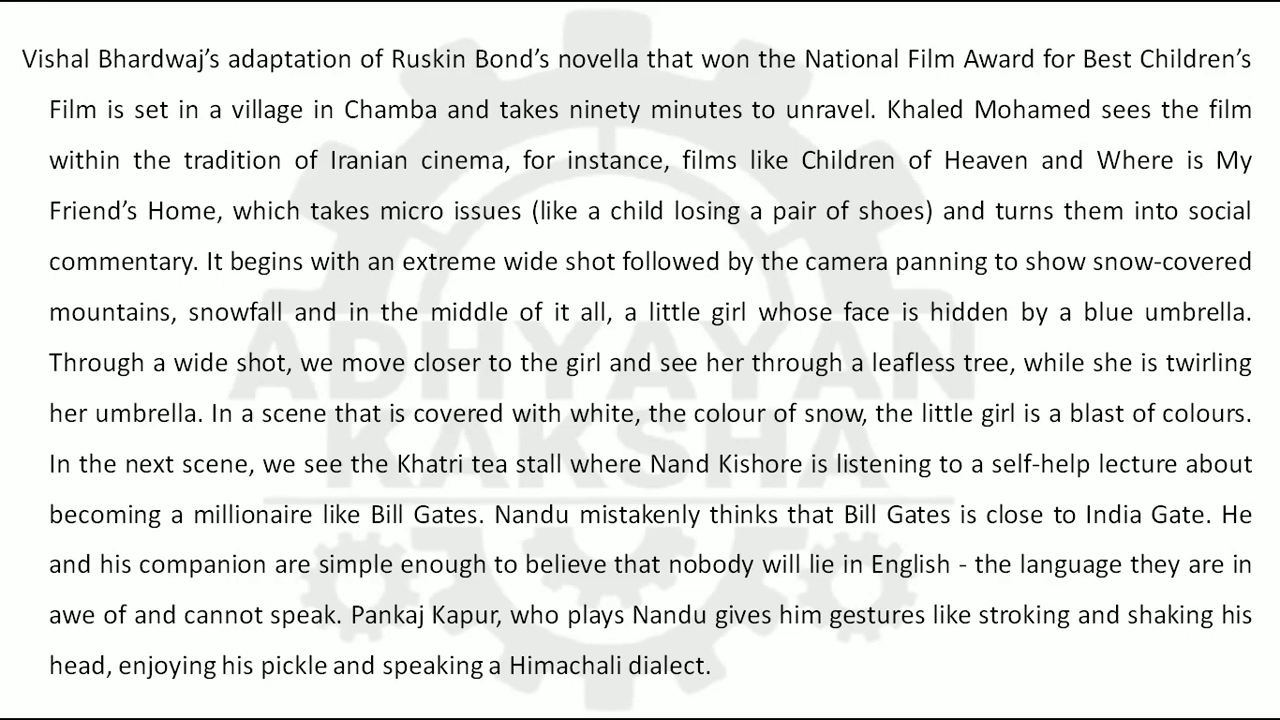 Vishal Bhardwaj’s adaptation of Ruskin Bond’s novella that won the National Film Award for Best Children’s
Film is set in a village in Chamba and takes ninety minutes to unravel. Khaled Mohamed sees the film
within the tradition of Iranian cinema, for instance, films like Children of Heaven and Where is My
Friend’s Home, which takes micro issues (like a child losing a pair of shoes) and turns them into social
commentary. It begins with an extreme wide shot followed by the camera panning to show snow-covered
mountains, snowfall and in the middle of it all, a little girl whose face is hidden by a blue umbrella.
Through a wide shot, we move closer to the girl and see her through a leafless tree, while she is twirling
her umbrella. In a scene that is covered with white, the colour of snow, the little girl is a blast of colours.
In the next scene, we see the Khatri tea stall where Nand Kishore is listening to a self-help lecture about
becoming a millionaire like Bill Gates. Nandu mistakenly thinks that Bill Gates is close to India Gate. He
and his companion are simple enough to believe that nobody will lie in English - the language they are in
awe of and cannot speak. Pankaj Kapur, who plays Nandu gives him gestures like stroking and shaking his
head, enjoying his pickle and speaking a Himachali dialect.
ADHYAYAN
KAKSHA